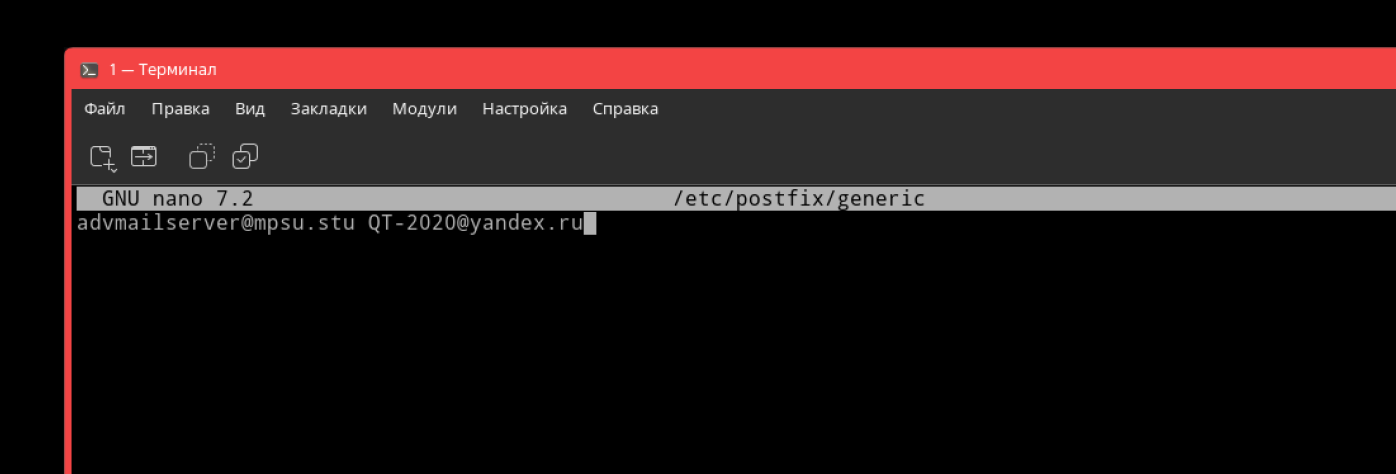 1 — Терминал
Файл Правка Вид Закладки Модули Настройка Справка
GNU nano 7.2 /etc/postfix/generic
advmailserver@mpsu.stu QT-2020@yandex.ru